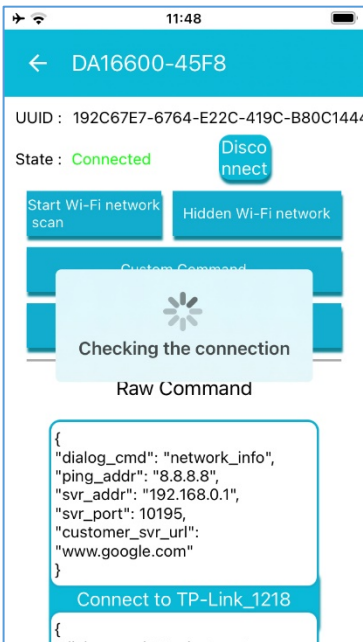 11:48
DA16600-45F8
UUID : 192C67E7-6764-E22C-419C-B80C1444
State : Connected
Disco
nnect
Start Wi-Fi network
scan
Hidden Wi-Fi network
Custom Command
Checking the connection
Raw Command
{
"dialog_cmd": "network_info",
"ping_addr": "8.8.8.8",
"svr_addr": "192.168.0.1",
"svr_port": 10195,
"customer_svr_url":
"www.google.com"
}
Connect to TP-Link_1218
{